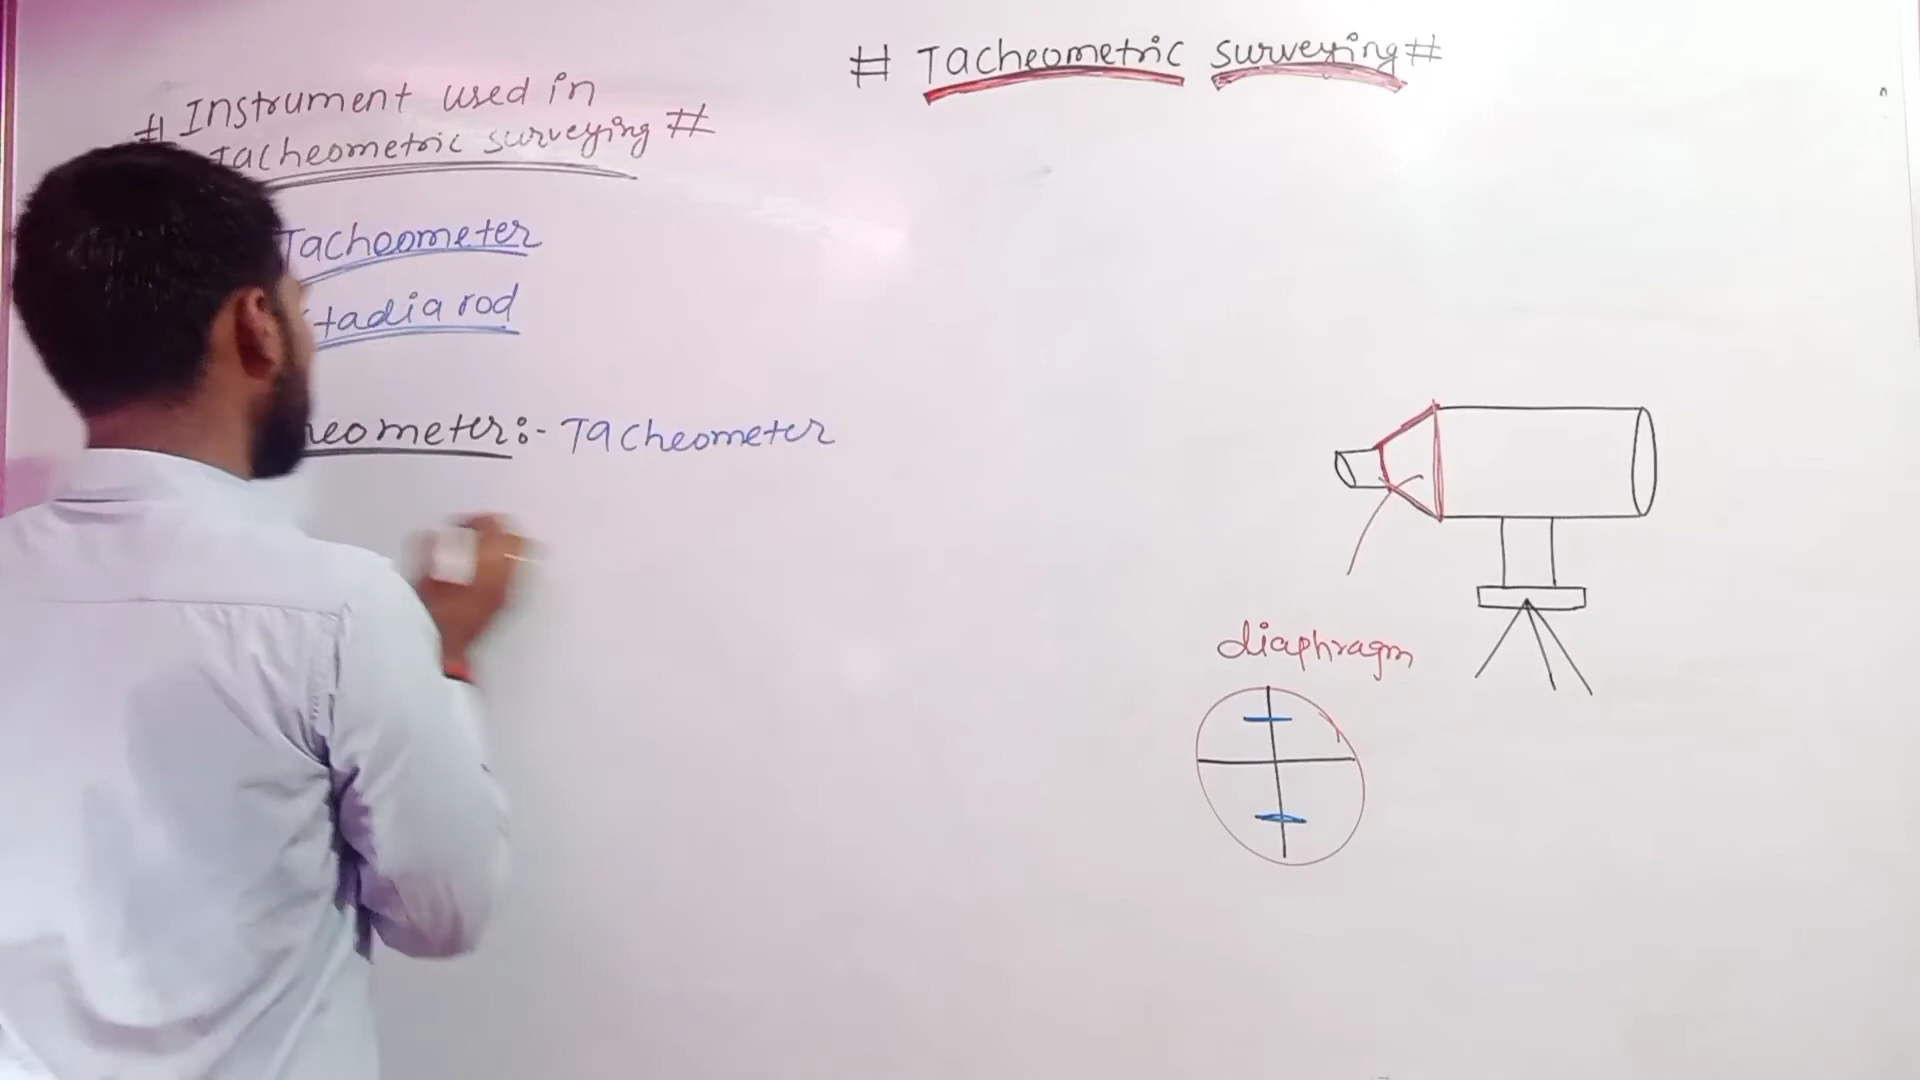 # Tacheometric surveying #
# Instrument used in
Tacheometric surveying #
Tachoometer
tadia rod
eometer:- Tacheometer
diaphragm